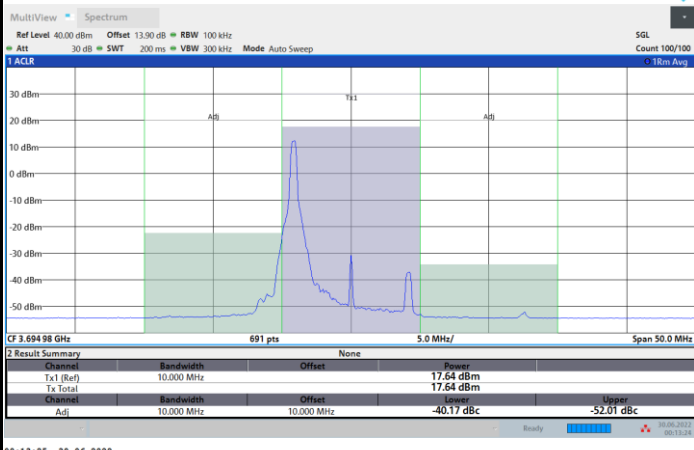 MultiView Spectrum
Ref Level 40.00 dBm Offset 13.90 dB RBW 100 kHz SGL
Att 30 dB SWT 200 ms VBW 300 kHz Mode Auto Sweep Count 100/100
1 ACLR 1Rm Avg
30 dBm
Tx1
20 dBm
Adj Adj
10 dBm
0 dBm
-10 dBm
-20 dBm
-30 dBm
-40 dBm
-50 dBm
CF 3.694 98 GHz 691 pts 5.0 MHz/ Span 50.0 MHz
2 Result Summary None
Channel Bandwidth Offset Power
Tx1 (Ref) 10.000 MHz 17.64 dBm
Tx Total 17.64 dBm
Channel Bandwidth Offset Lower Upper
Adj 10.000 MHz 10.000 MHz -40.17 dBc -52.01 dBc
Ready 30.06.2022
00:13:24